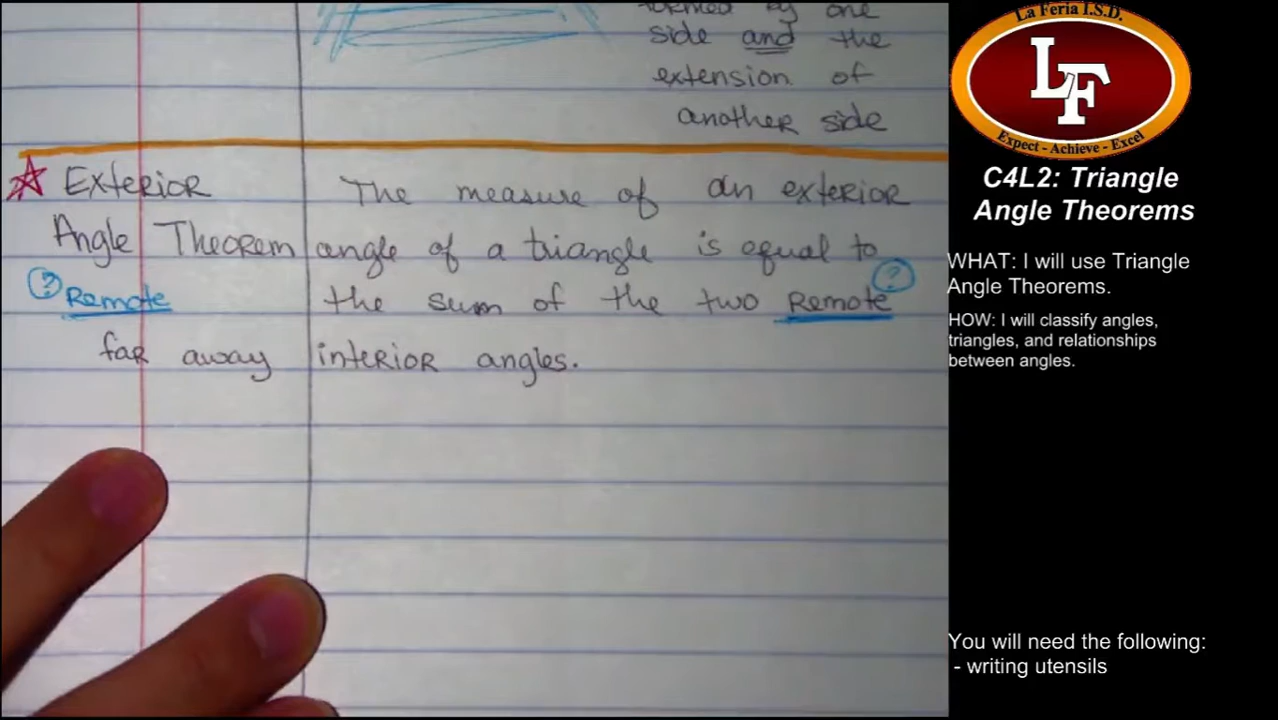 formed by one
side and the
extension of
another side
Exterior
Angle Theorem
? Remote
far away
The measure of an exterior
angle of a triangle is equal to
the sum of the two Remote ?
interior angles.
La Feria I.S.D.
LF
Expect - Achieve - Excel
C4L2: Triangle
Angle Theorems
WHAT: I will use Triangle
Angle Theorems.
HOW: I will classify angles,
triangles, and relationships
between angles.
You will need the following:
- writing utensils